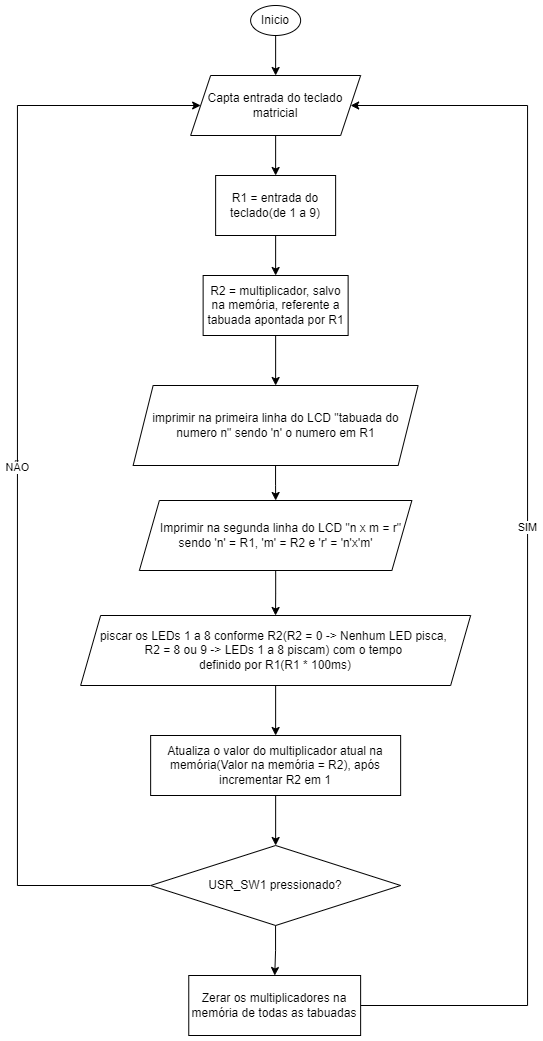 Inicio
Capta entrada do teclado
matricial
R1 = entrada do
teclado(de 1 a 9)
R2 = multiplicador, salvo
na memória, referente a
tabuada apontada por R1
imprimir na primeira linha do LCD "tabuada do
numero n" sendo 'n' o numero em R1
NÃO
Imprimir na segunda linha do LCD "n x m = r"
sendo 'n' = R1, 'm' = R2 e 'r' = 'n'x'm'
SIM
piscar os LEDs 1 a 8 conforme R2(R2 = 0 -> Nenhum LED pisca,
R2 = 8 ou 9 -> LEDs 1 a 8 piscam) com o tempo
definido por R1(R1 * 100ms)
Atualiza o valor do multiplicador atual na
memória(Valor na memória = R2), após
incrementar R2 em 1
USR_SW1 pressionado?
Zerar os multiplicadores na
memória de todas as tabuadas